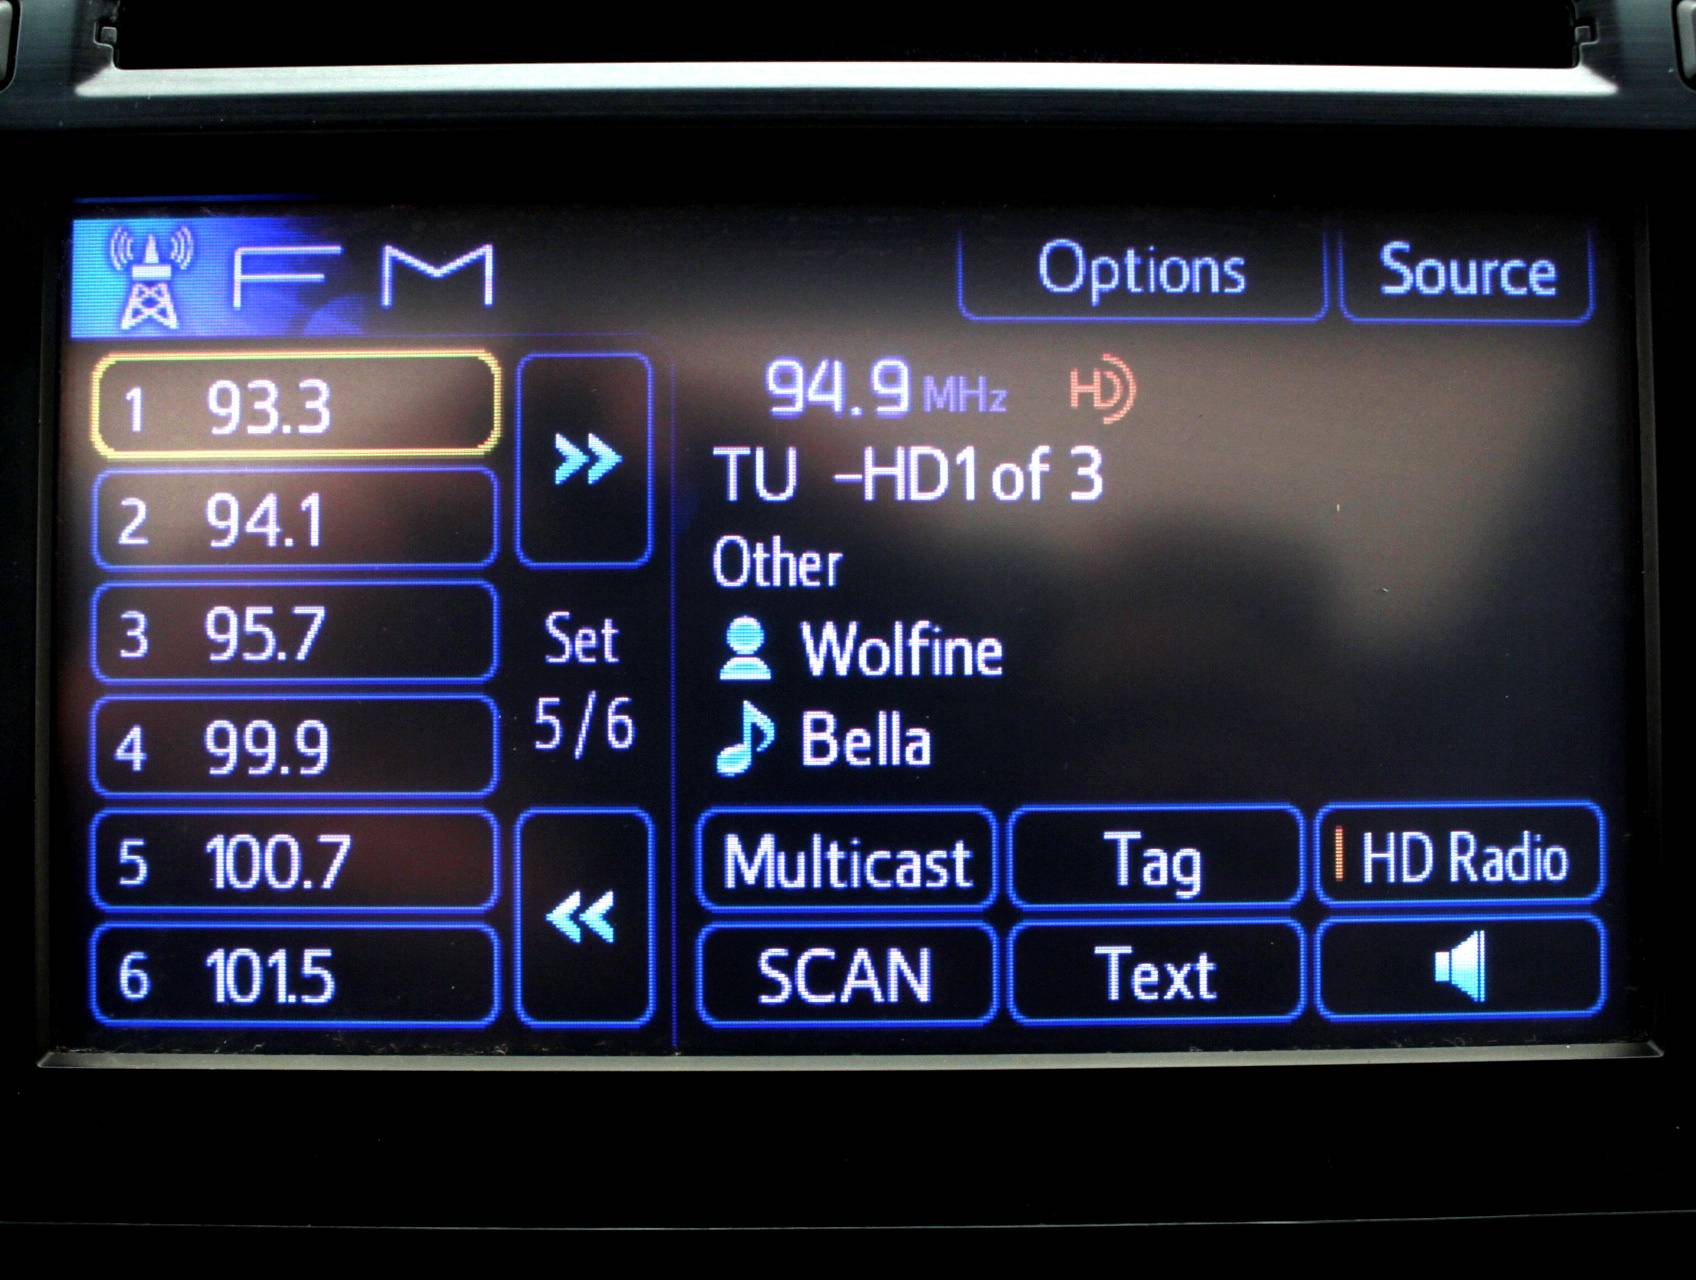 FM
Options
Source
1 93.3
2 94.1
3 95.7
4 99.9
5 100.7
6 101.5
Set
5/6
94.9 MHz HD
TU -HD1 of 3
Other
Wolfine
Bella
Multicast
Tag
HD Radio
SCAN
Text